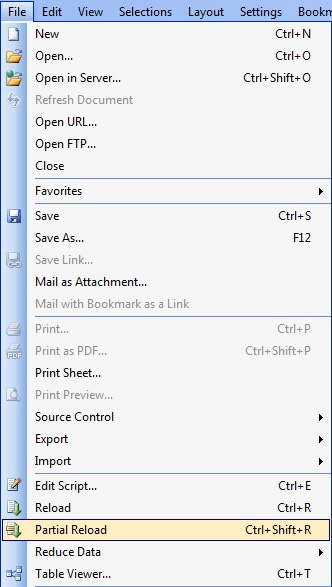 File Edit View Selections Layout Settings Bookm
New Ctrl+N
Open... Ctrl+O
Open in Server... Ctrl+Shift+O
Refresh Document
Open URL...
Open FTP...
Close
Favorites
Save Ctrl+S
Save As... F12
Save Link...
Mail as Attachment...
Mail with Bookmark as a Link
Print... Ctrl+P
Print as PDF... Ctrl+Shift+P
Print Sheet...
Print Preview...
Source Control
Export
Import
Edit Script... Ctrl+E
Reload Ctrl+R
Partial Reload Ctrl+Shift+R
Reduce Data
Table Viewer... Ctrl+T